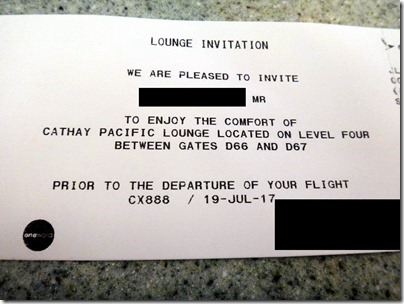 LOUNGE INVITATION
WE ARE PLEASED TO INVITE
MR
TO ENJOY THE COMFORT OF
CATHAY PACIFIC LOUNGE LOCATED ON LEVEL FOUR
BETWEEN GATES D66 AND D67
PRIOR TO THE DEPARTURE OF YOUR FLIGHT
CX888 / 19-JUL-17
oneworld